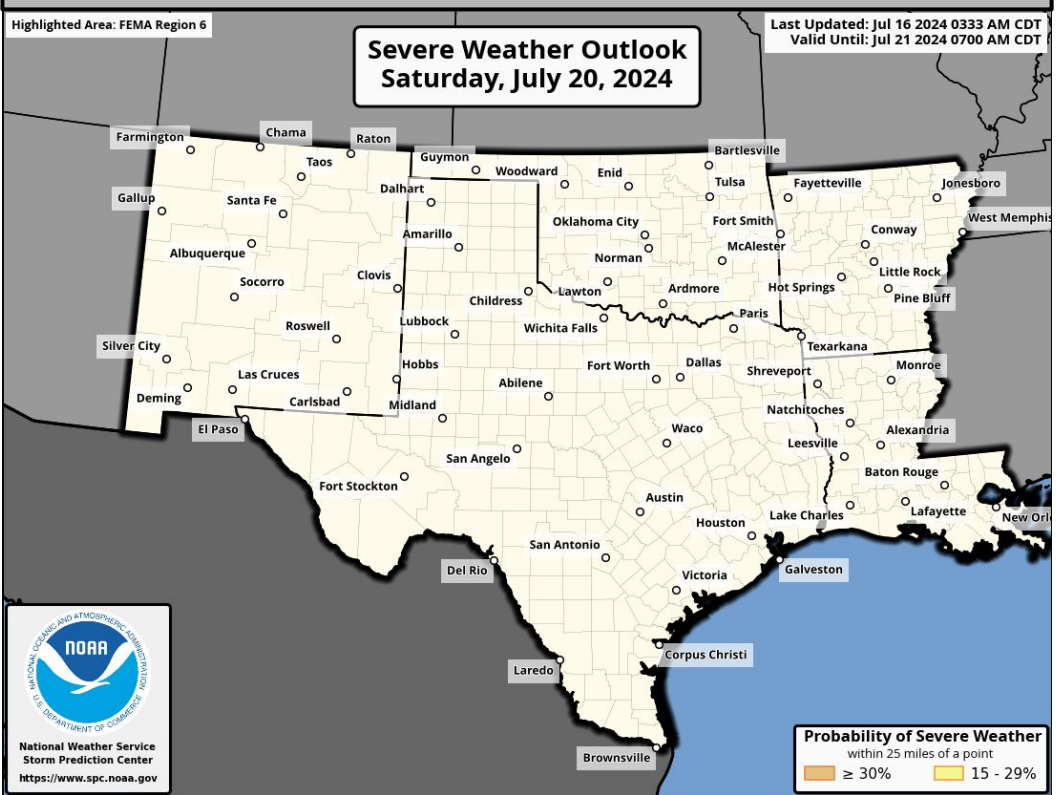 Highlighted Area: FEMA Region 6
Severe Weather Outlook
Saturday, July 20, 2024
Last Updated: Jul 16 2024 0333 AM CDT
Valid Until: Jul 21 2024 0700 AM CDT
Farmington
Chama
Raton
Taos
Guymon
Woodward
Enid
Bartlesville
Tulsa
Fayetteville
Jonesboro
Gallup
Santa Fe
Dalhart
Oklahoma City
Fort Smith
West Memphis
Albuquerque
Amarillo
Norman
McAlester
Conway
Socorro
Clovis
Childress
Lawton
Ardmore
Hot Springs
Little Rock
Pine Bluff
Roswell
Lubbock
Wichita Falls
Paris
Texarkana
Silver City
Las Cruces
Hobbs
Abilene
Fort Worth
Dallas
Shreveport
Monroe
Deming
Carlsbad
Midland
Natchitoches
El Paso
San Angelo
Waco
Leesville
Alexandria
Fort Stockton
Austin
Baton Rouge
Houston
Lake Charles
Lafayette
New Orl
Del Rio
San Antonio
Galveston
Victoria
Laredo
Corpus Christi
Brownsville
NATIONAL OCEANIC AND ATMOSPHERIC ADMINISTRATION
NOAA
U.S. DEPARTMENT OF COMMERCE
National Weather Service
Storm Prediction Center
https://www.spc.noaa.gov
Probability of Severe Weather
within 25 miles of a point
≥ 30%
15 - 29%